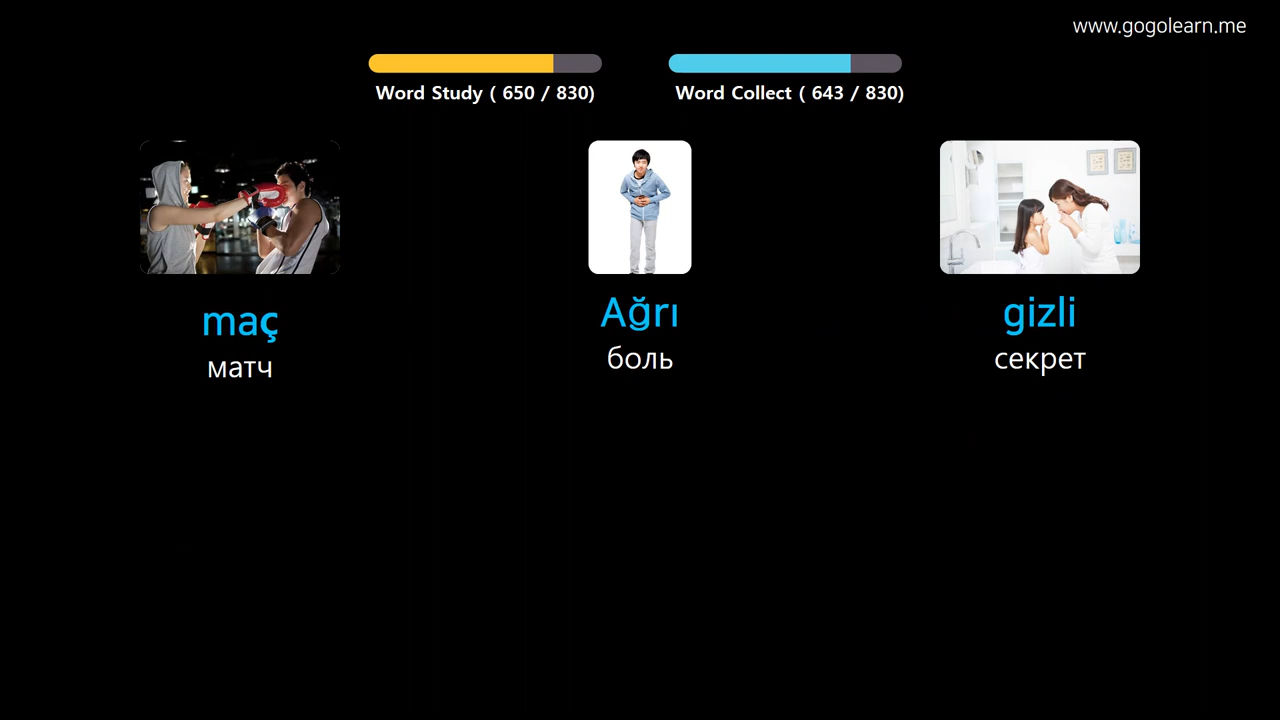 www.gogolearn.me
Word Study ( 650 / 830)
Word Collect ( 643 / 830)
maç
матч
Ağrı
боль
gizli
секрет